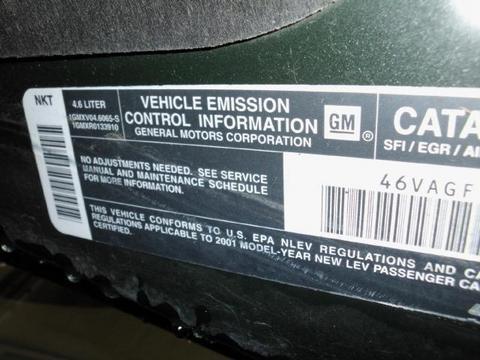 NKT
4.6 LITER
1GMXV04.6065-S
1GMXR0133910
VEHICLE EMISSION
CONTROL INFORMATION
GENERAL MOTORS CORPORATION
GM
®
CATA
SFI / EGR / AI
NO ADJUSTMENTS NEEDED. SEE SERVICE
MANUAL AND MAINTENANCE SCHEDULE
FOR MORE INFORMATION.
46VAGF
THIS VEHICLE CONFORMS TO U.S. EPA NLEV REGULATIONS AND CA
REGULATIONS APPLICABLE TO 2001 MODEL-YEAR NEW LEV PASSENGER CA
CERTIFIED.